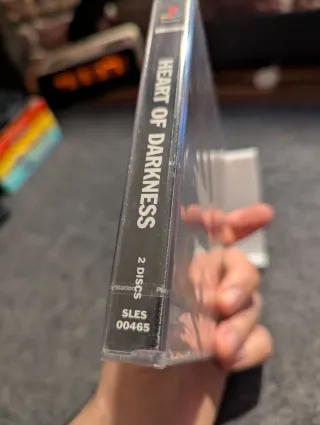 HEART OF DARKNESS
2 DISCS
SLES
00465